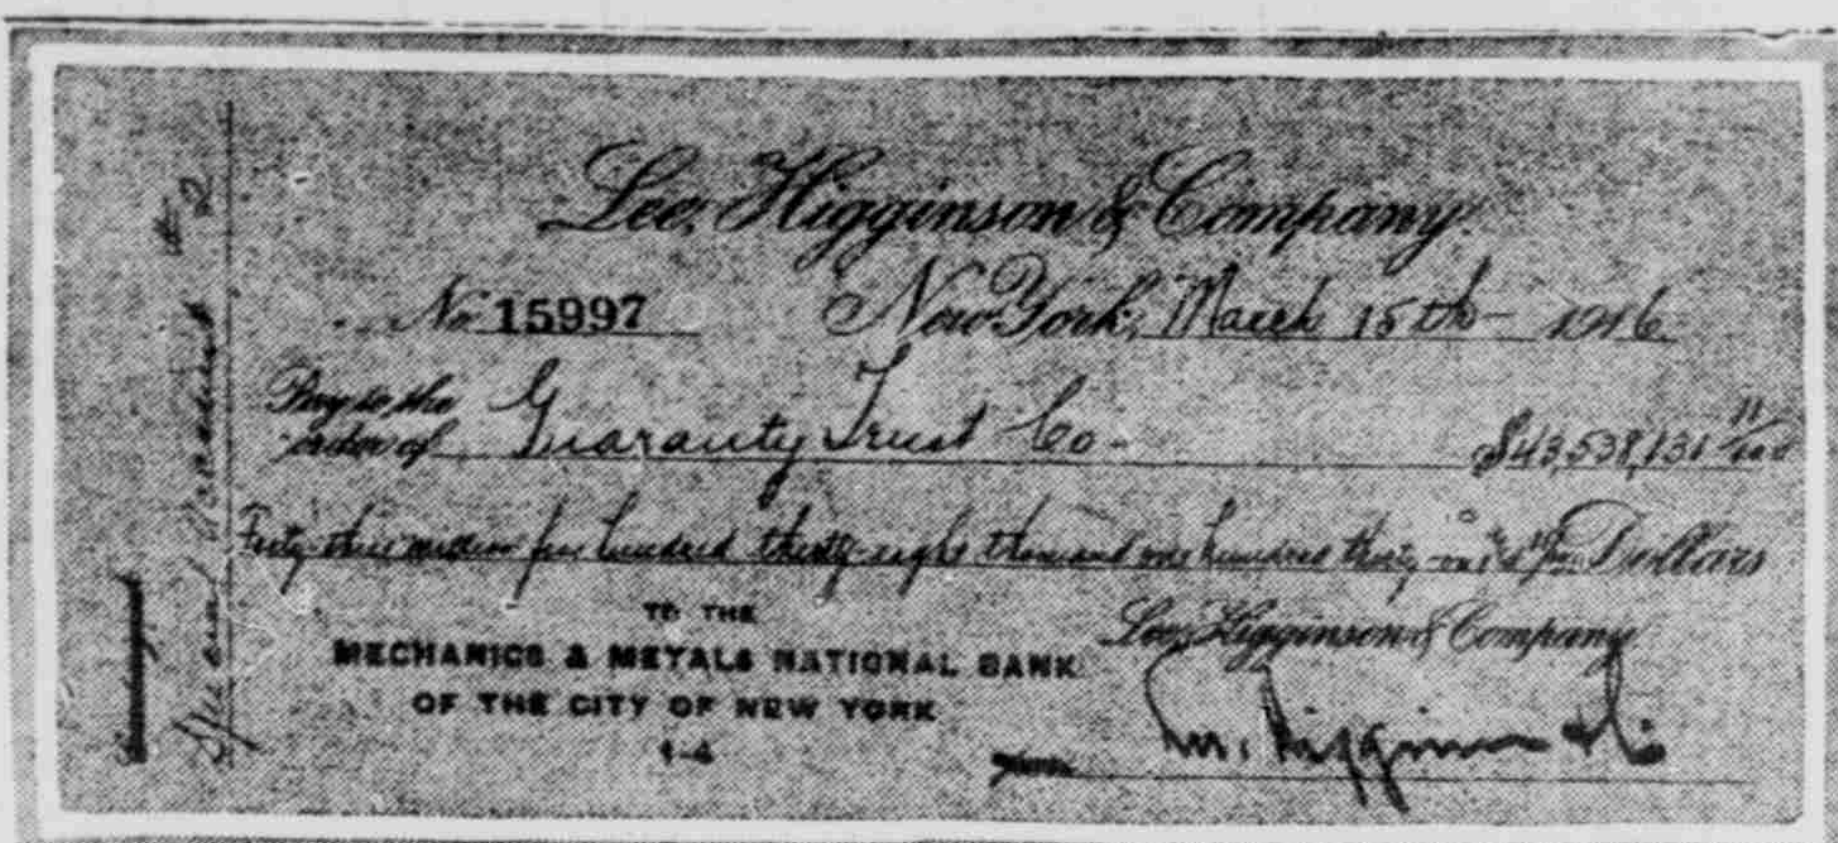 Lee, Higginson & Company.
No. 15997 New York, March 15th 1916
Pay to the
order of Guaranty Trust Co. $43,538,131 11/100
Forty-three million five hundred thirty-eight thousand one hundred thirty-one & 11/100 Dollars
TO THE
MECHANICS & METALS NATIONAL BANK
OF THE CITY OF NEW YORK
1-4
Lee, Higginson & Company
# 2